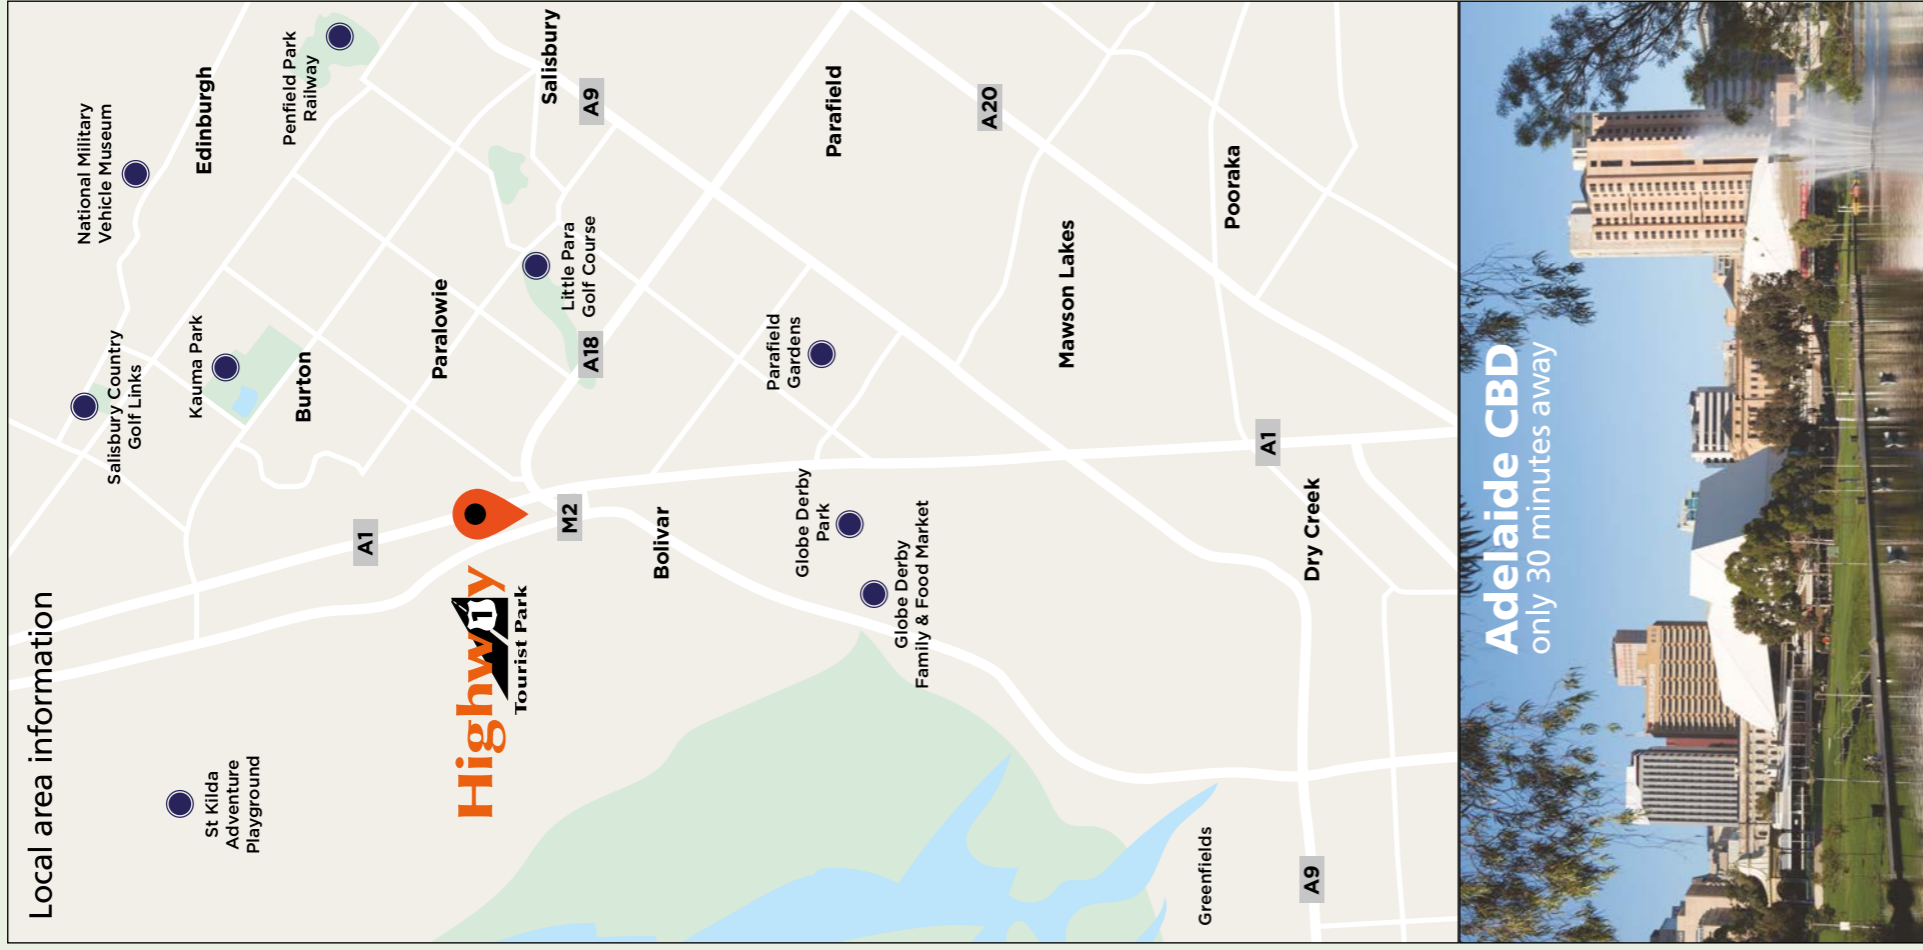 Local area information
St Kilda
Adventure
Playground
Salisbury Country
Golf Links
National Military
Vehicle Museum
Kauma Park
Edinburgh
Penfield Park
Railway
Burton
A1
Paralowie
Highway
1
Tourist Park
Salisbury
A9
Little Para
Golf Course
A18
M2
Bolivar
Parafield
Parafield
Gardens
Globe Derby
Park
Globe Derby
Family & Food Market
A20
Mawson Lakes
Pooraka
Greenfields
A1
Dry Creek
A9
Adelaide CBD
only 30 minutes away